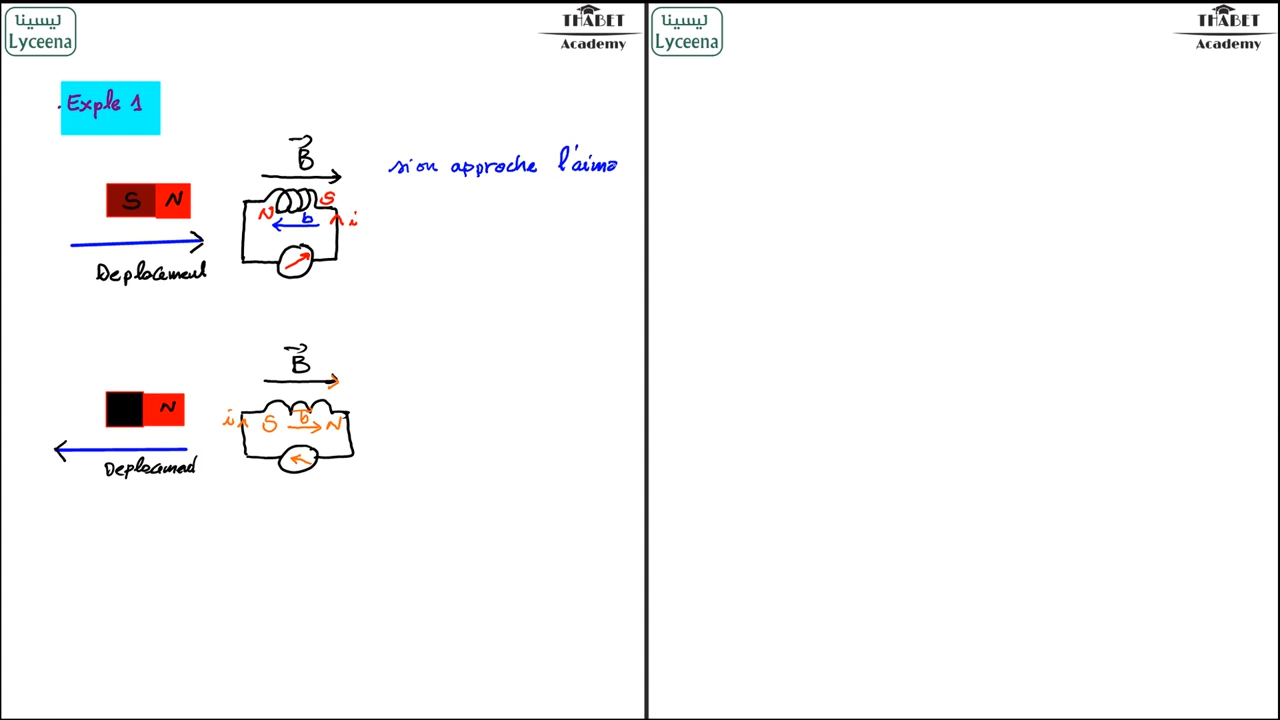 ليسينا
Lyceena
THABET
Academy
ليسينا
Lyceena
THABET
Academy
Exple 1
B
si on approche l'aima
S N
N S
b
i
Deplacement
B
N
i S b N
Deplacement